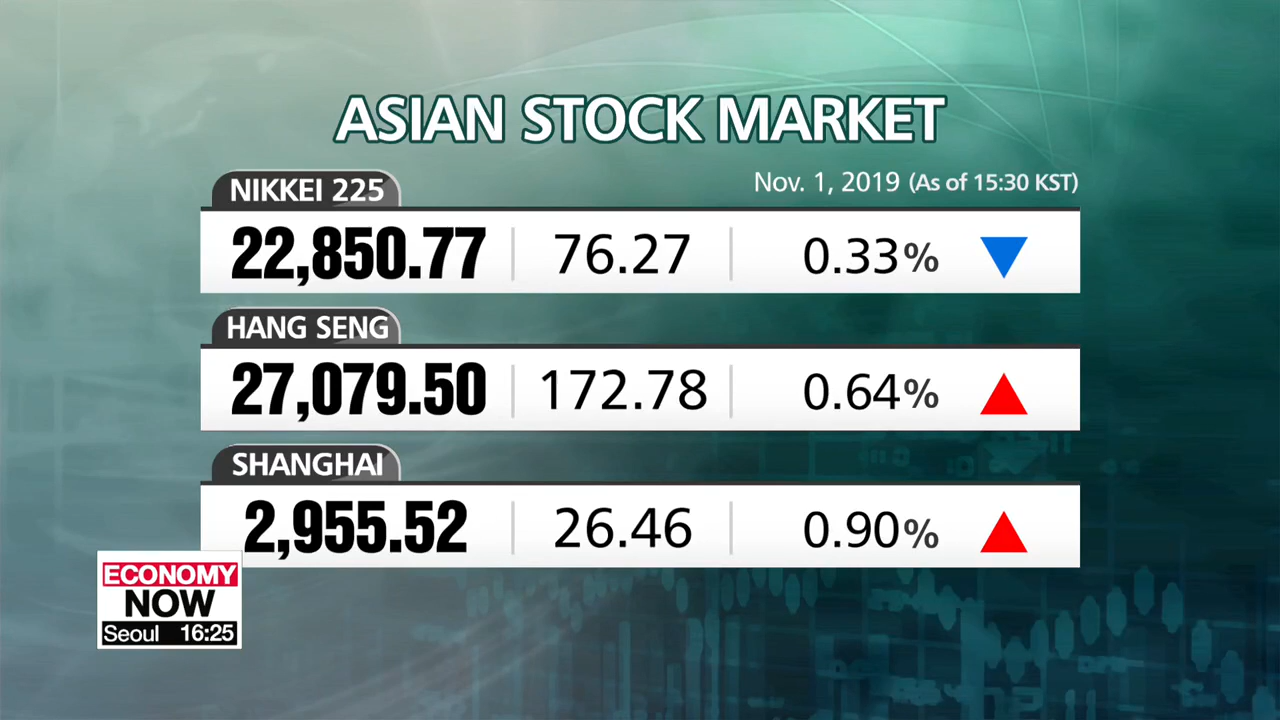 ASIAN STOCK MARKET
Nov. 1, 2019 (As of 15:30 KST)
NIKKEI 225
22,850.77 76.27 0.33% ▼
HANG SENG
27,079.50 172.78 0.64% ▲
SHANGHAI
2,955.52 26.46 0.90% ▲
ECONOMY
NOW
Seoul 16:25